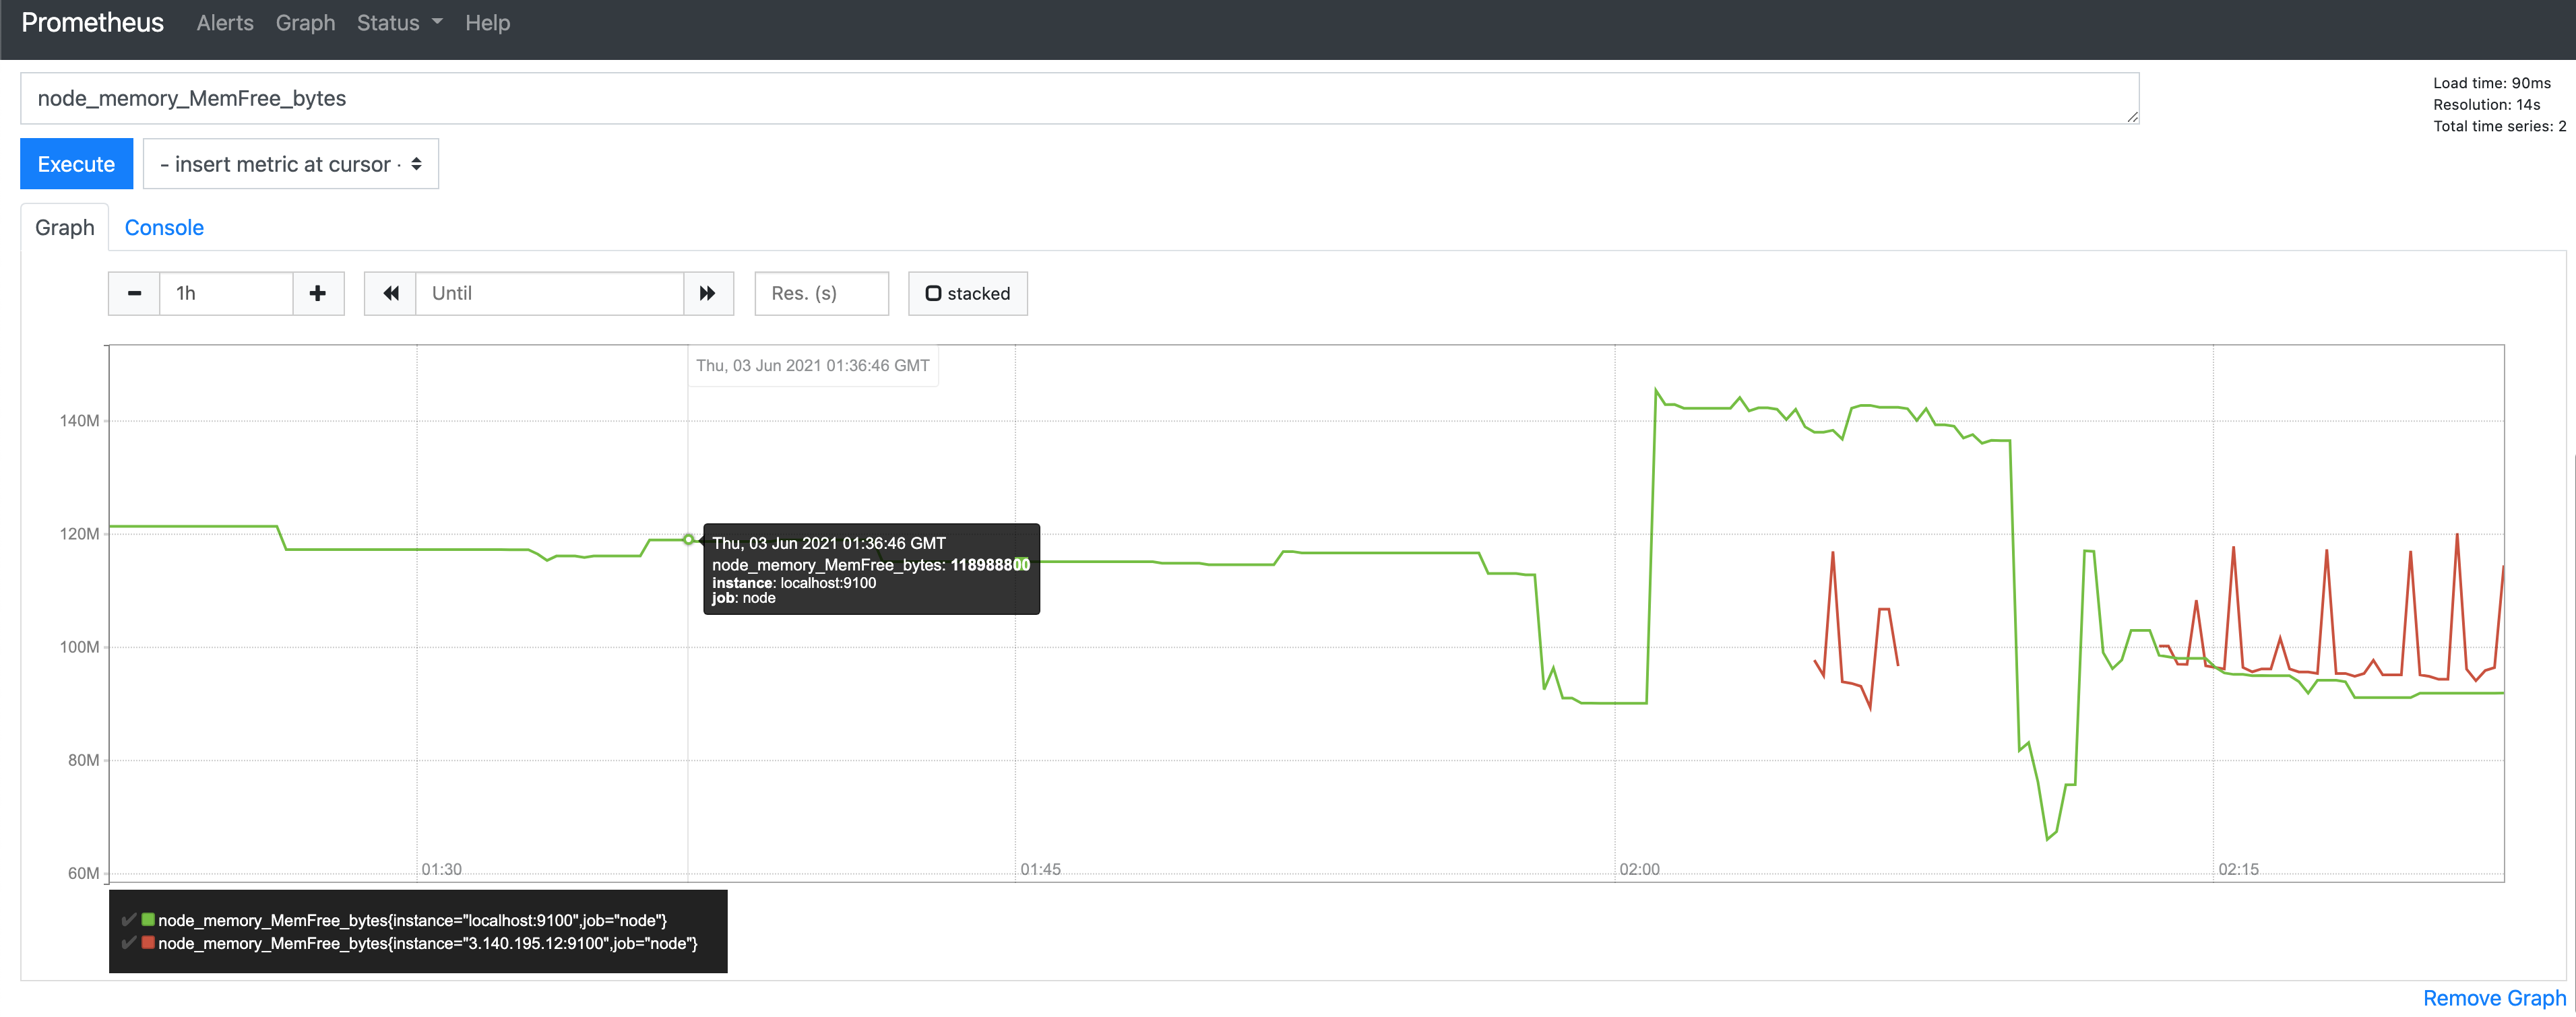 Prometheus Alerts Graph Status Help
node_memory_MemFree_bytes
Load time: 90ms
Resolution: 14s
Total time series: 2
Execute
- insert metric at cursor -
Graph Console
1h
Until
Res. (s)
stacked
Thu, 03 Jun 2021 01:36:46 GMT
140M
120M
100M
80M
60M
Thu, 03 Jun 2021 01:36:46 GMT
node_memory_MemFree_bytes: 118988800
instance: localhost:9100
job: node
01:30
01:45
02:00
02:15
node_memory_MemFree_bytes{instance="localhost:9100",job="node"}
node_memory_MemFree_bytes{instance="3.140.195.12:9100",job="node"}
Remove Graph